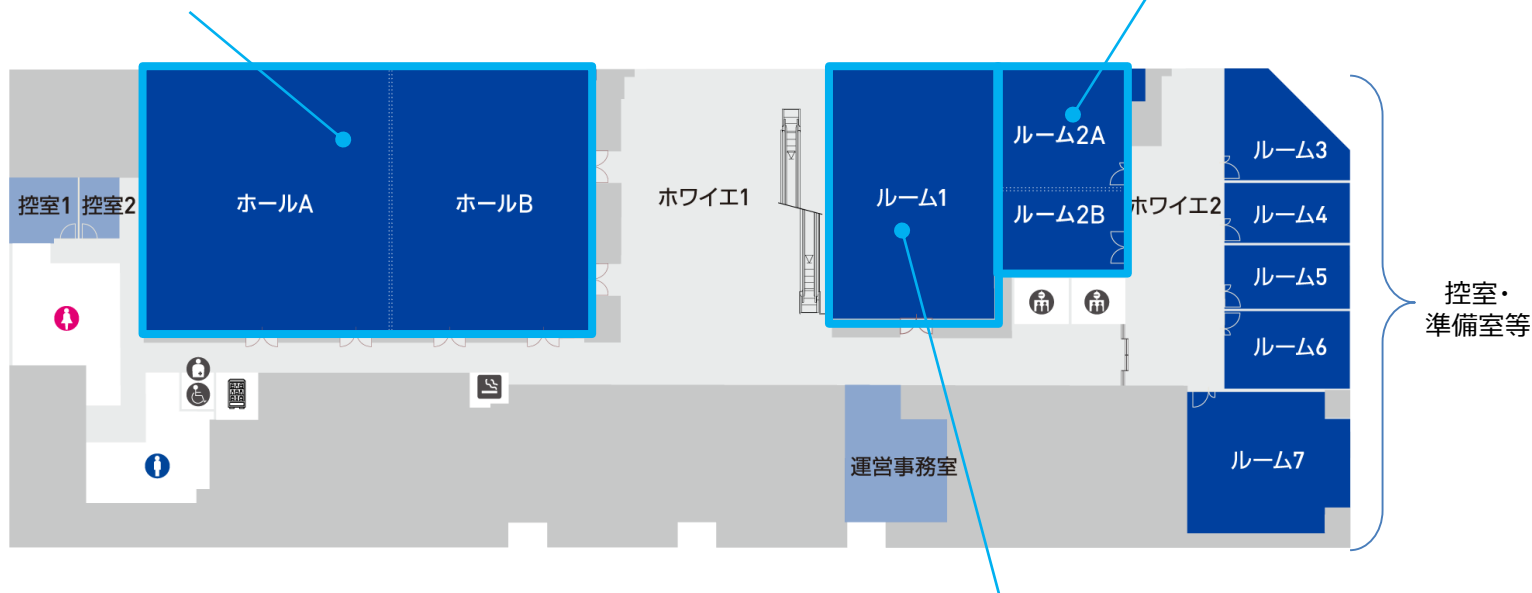 控室1
控室2
ホールA
ホールB
ホワイエ1
ルーム1
ルーム2A
ルーム2B
ホワイエ2
ルーム3
ルーム4
ルーム5
ルーム6
ルーム7
運営事務室
控室・
準備室等